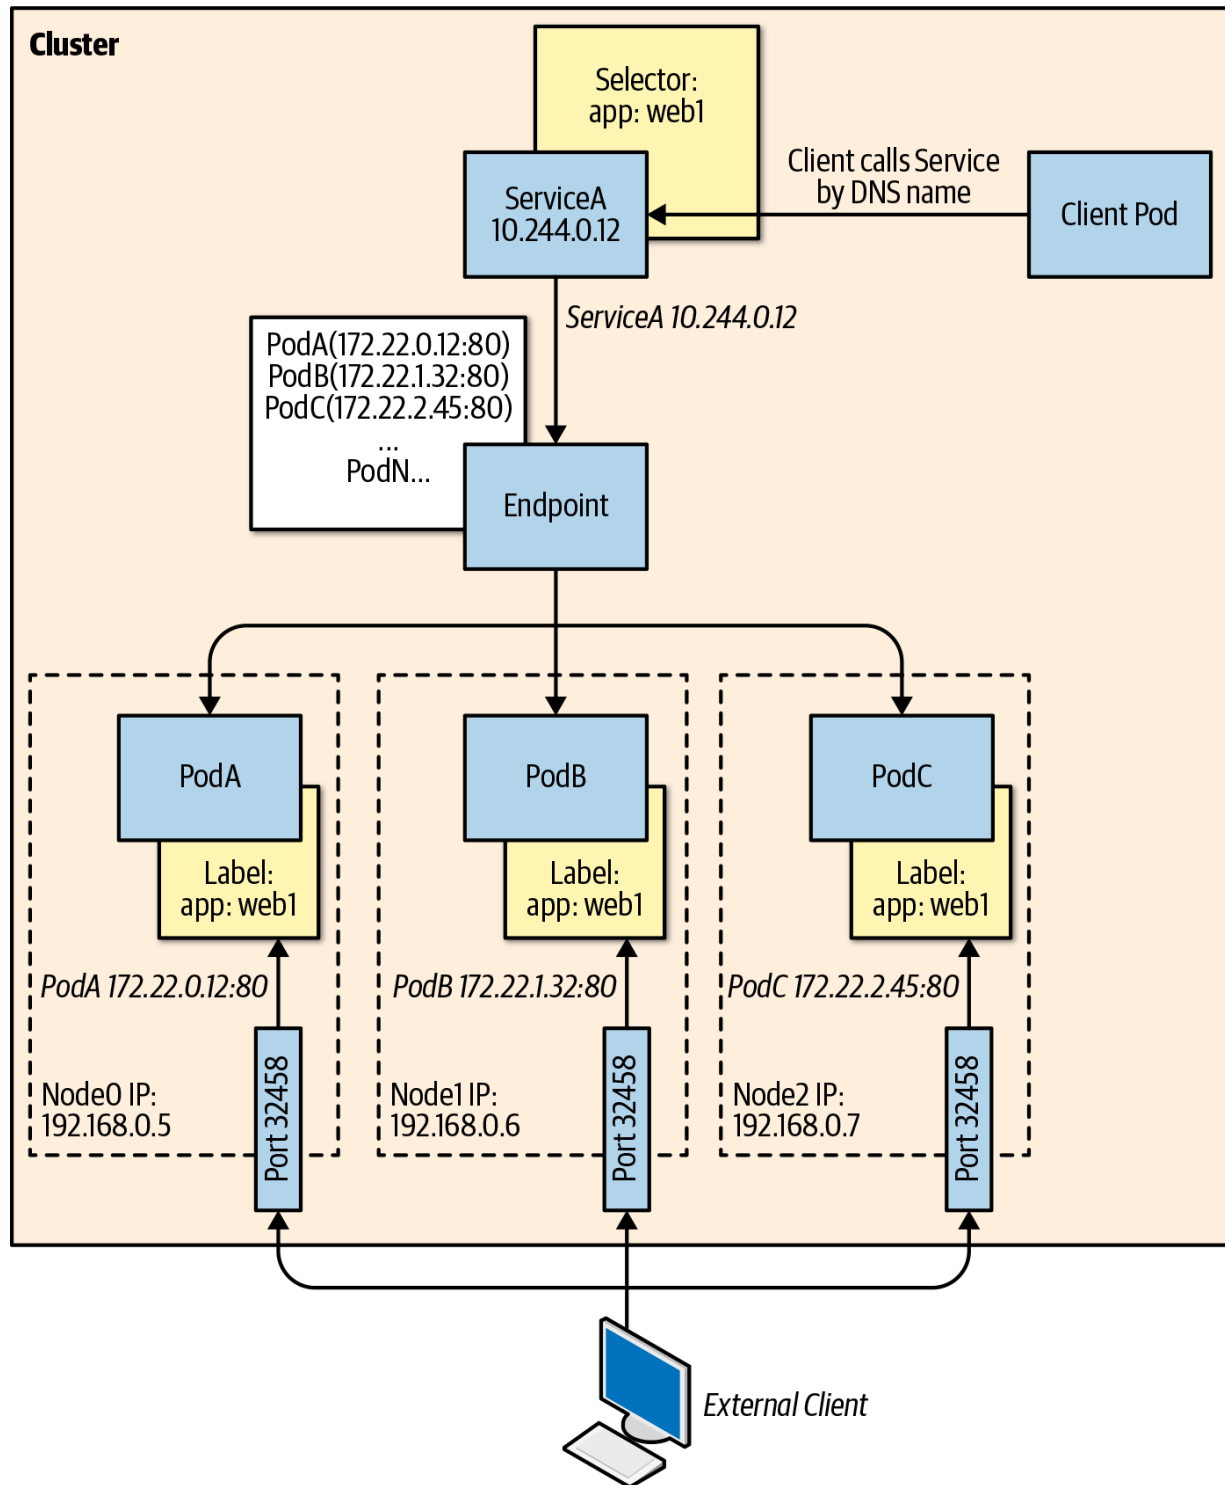 Cluster
Selector:
app: web1
ServiceA
10.244.0.12
Client calls Service
by DNS name
Client Pod
ServiceA 10.244.0.12
PodA(172.22.0.12:80)
PodB(172.22.1.32:80)
PodC(172.22.2.45:80)
...
PodN...
Endpoint
PodA
Label:
app: web1
PodB
Label:
app: web1
PodC
Label:
app: web1
PodA 172.22.0.12:80
PodB 172.22.1.32:80
PodC 172.22.2.45:80
Node0 IP:
192.168.0.5
Port 32458
Node1 IP:
192.168.0.6
Port 32458
Node2 IP:
192.168.0.7
Port 32458
External Client